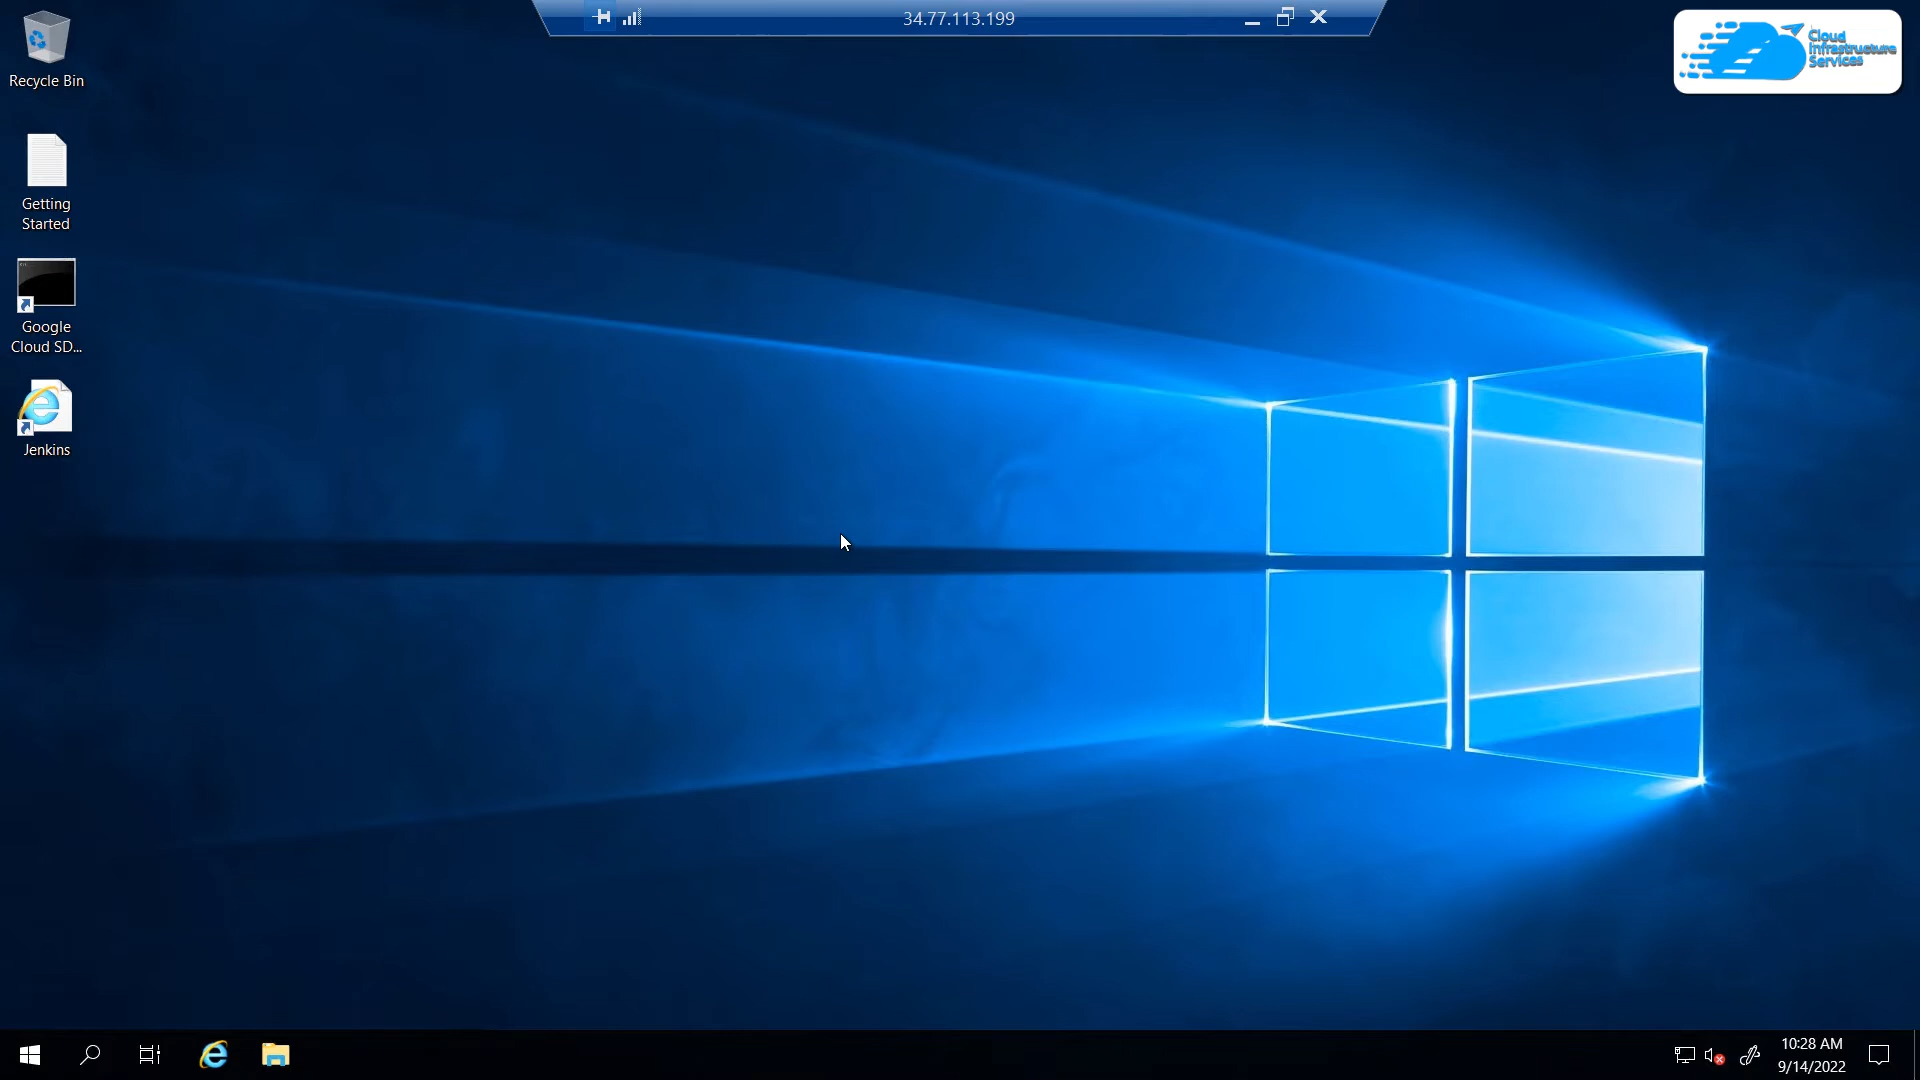 34.77.113.199
Cloud
Infrastructure
Services
Recycle Bin
Getting
Started
Google
Cloud SD...
Jenkins
10:28 AM
9/14/2022